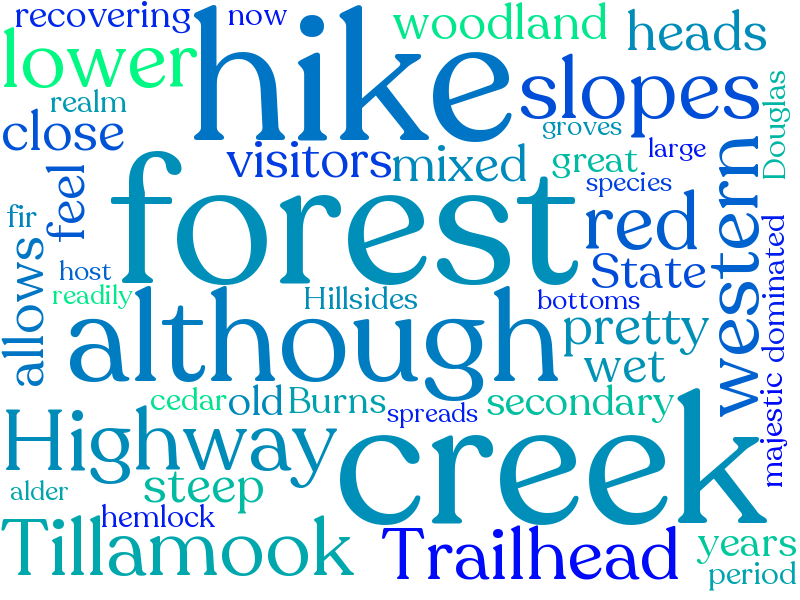 recovering
now
woodland
heads
lower
hike
slopes
realm
close
groves
Douglas
visitors
mixed
great
large
species
forest
western
feel
fir
red
State
host
allows
readily
Hillsides
bottoms
although
pretty
wet
majestic
dominated
cedar
old
Burns
secondary
spreads
Highway
creek
steep
alder
hemlock
Tillamook
Trailhead
years
period